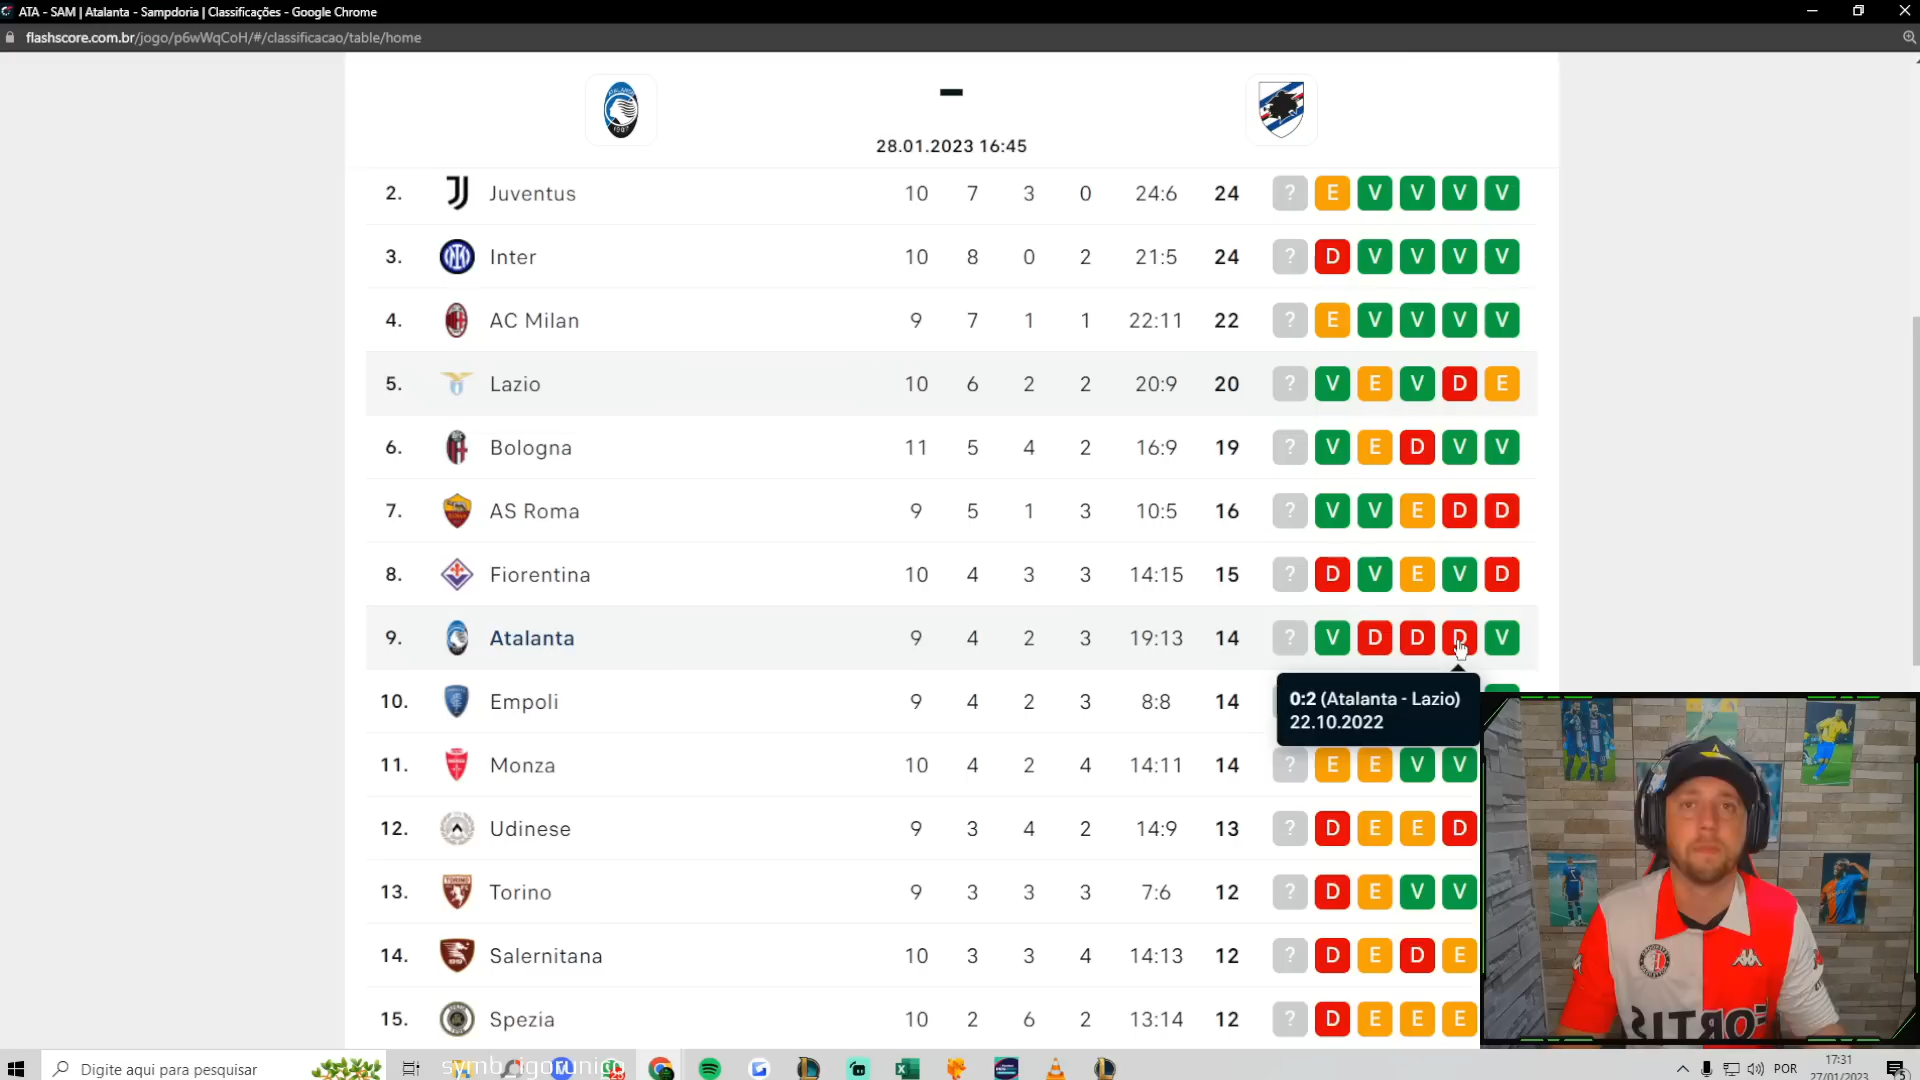 ATA - SAM | Atalanta - Sampdoria | Classificações - Google Chrome
flashscore.com.br/jogo/p6wWqCoH/#/classificacao/table/home
28.01.2023 16:45
2. Juventus 10 7 3 0 24:6 24 ? E V V V V
3. Inter 10 8 0 2 21:5 24 ? D V V V V
4. AC Milan 9 7 1 1 22:11 22 ? E V V V V
5. Lazio 10 6 2 2 20:9 20 ? V E V D E
6. Bologna 11 5 4 2 16:9 19 ? V E D V V
7. AS Roma 9 5 1 3 10:5 16 ? V V E D D
8. Fiorentina 10 4 3 3 14:15 15 ? D V E V D
9. Atalanta 9 4 2 3 19:13 14 ? V D D D V
10. Empoli 9 4 2 3 8:8 14
0:2 (Atalanta - Lazio)
22.10.2022
11. Monza 10 4 2 4 14:11 14 ? E E V V
12. Udinese 9 3 4 2 14:9 13 ? D E E D
13. Torino 9 3 3 3 7:6 12 ? D E V V
14. Salernitana 10 3 3 4 14:13 12 ? D E D E
15. Spezia 10 2 6 2 13:14 12 ? D E E E
Digite aqui para pesquisar
POR
17:31
27/01/2023